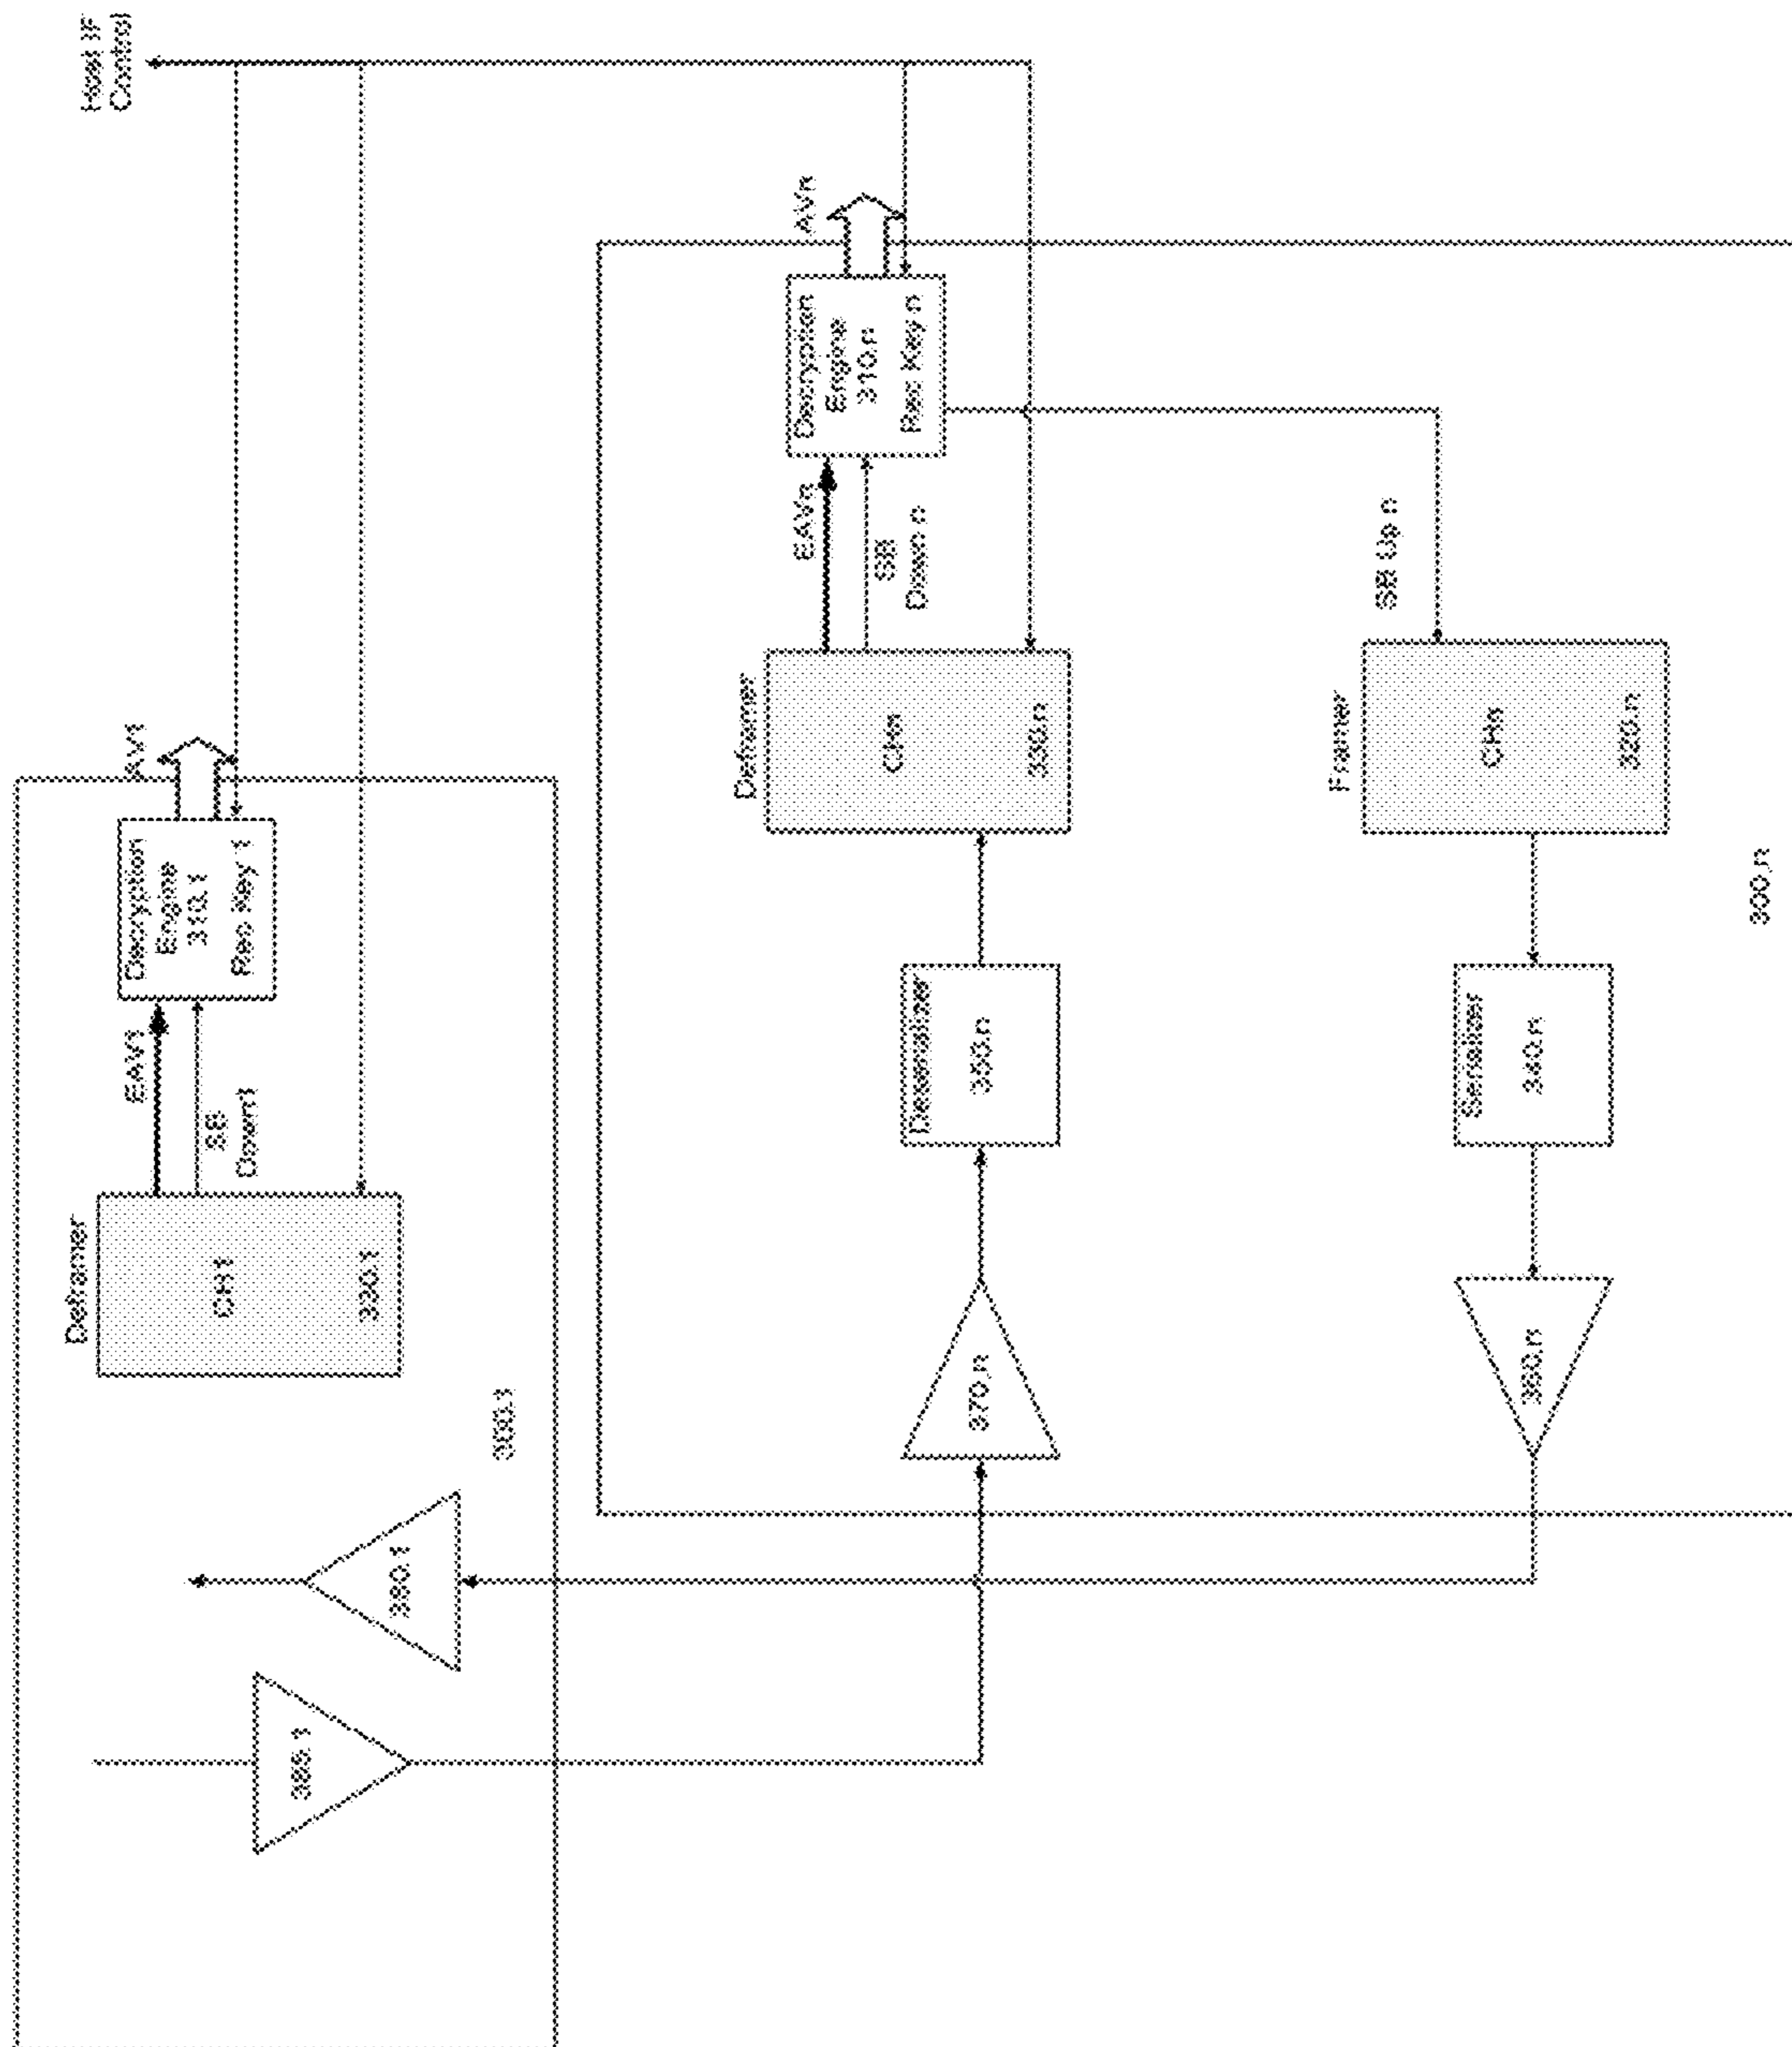 Host IF
Control
AV1
Decryption
Engine
310.1
Rec Key 1
EAV1
SB
Down1
Deframer
CH1
330.1
300.1
380.1
385.1
AVn
Decryption
Engine
310.n
Rec Key n
EAVn
SB
Down n
Deframer
CHn
330.n
Deserializer
355.n
370.n
SB Up n
Framer
CHn
320.n
Serializer
340.n
360.n
300.n